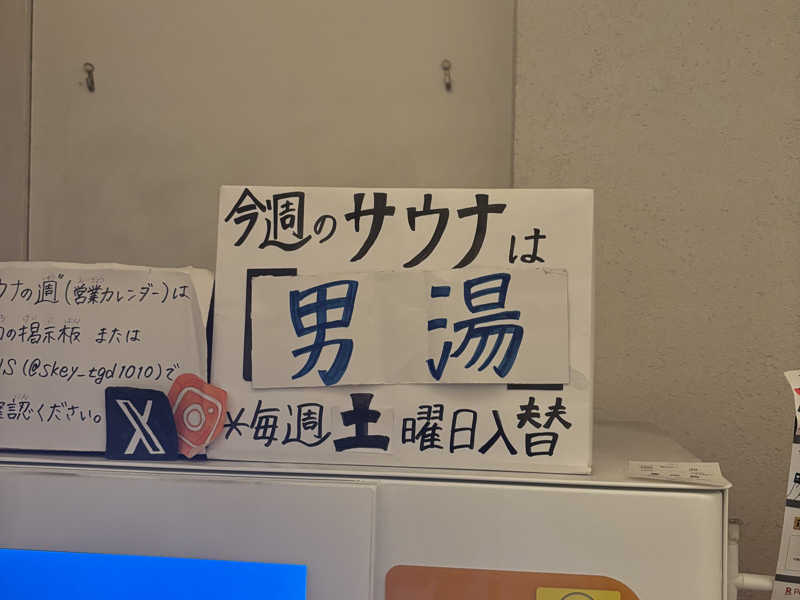 今週のサウナは
「男湯」
*毎週土曜日入替
ウナの週(営業カレンダー)は
の掲示板 または
NS(@skey_tgd1010)で
認ください。
X